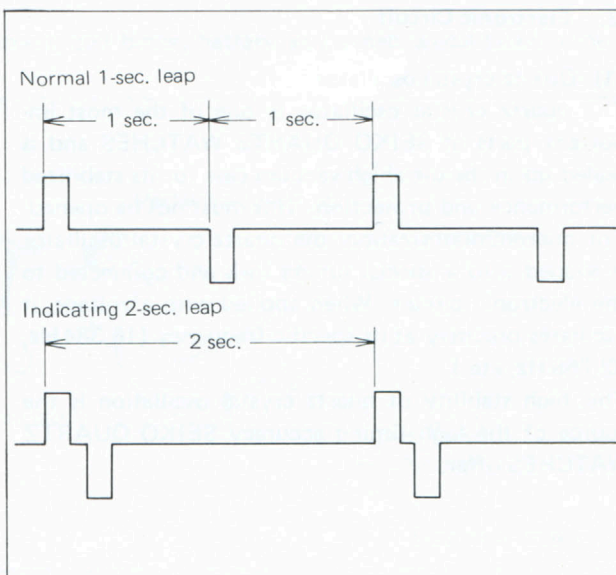 Normal 1-sec. leap
1 sec. 1 sec.
Indicating 2-sec. leap
2 sec.